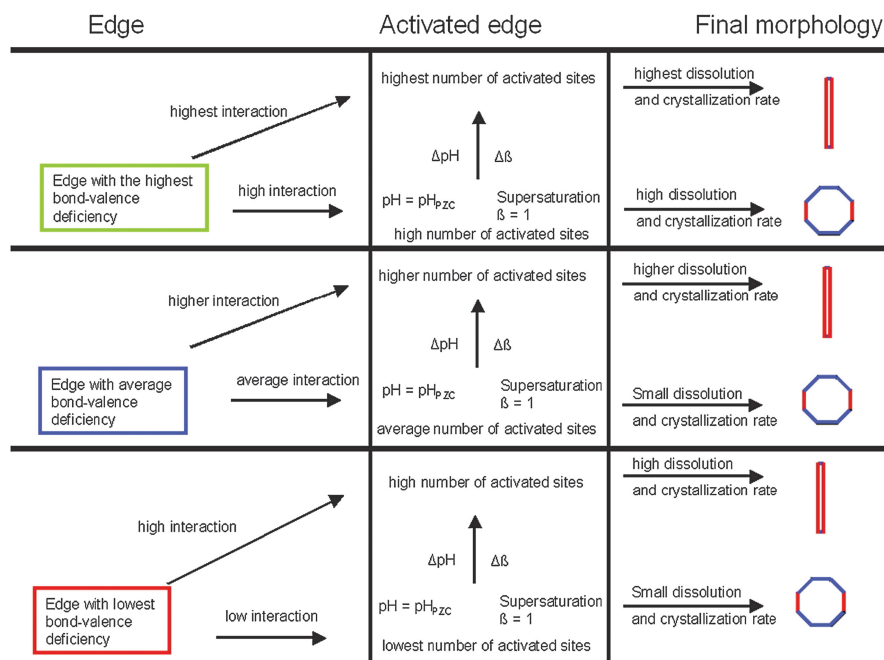 Edge
Activated edge
Final morphology
highest interaction
Edge with the highest
bond-valence
deficiency
high interaction
highest number of activated sites
ΔpH Δß
pH = pHPZC Supersaturation
ß = 1
high number of activated sites
highest dissolution
and crystallization rate
high dissolution
and crystallization rate
higher interaction
Edge with average
bond-valence
deficiency
average interaction
higher number of activated sites
ΔpH Δß
pH = pHPZC Supersaturation
ß = 1
average number of activated sites
higher dissolution
and crystallization rate
Small dissolution
and crystallization rate
high interaction
Edge with lowest
bond-valence
deficiency
low interaction
high number of activated sites
ΔpH Δß
pH = pHPZC Supersaturation
ß = 1
lowest number of activated sites
high dissolution
and crystallization rate
Small dissolution
and crystallization rate